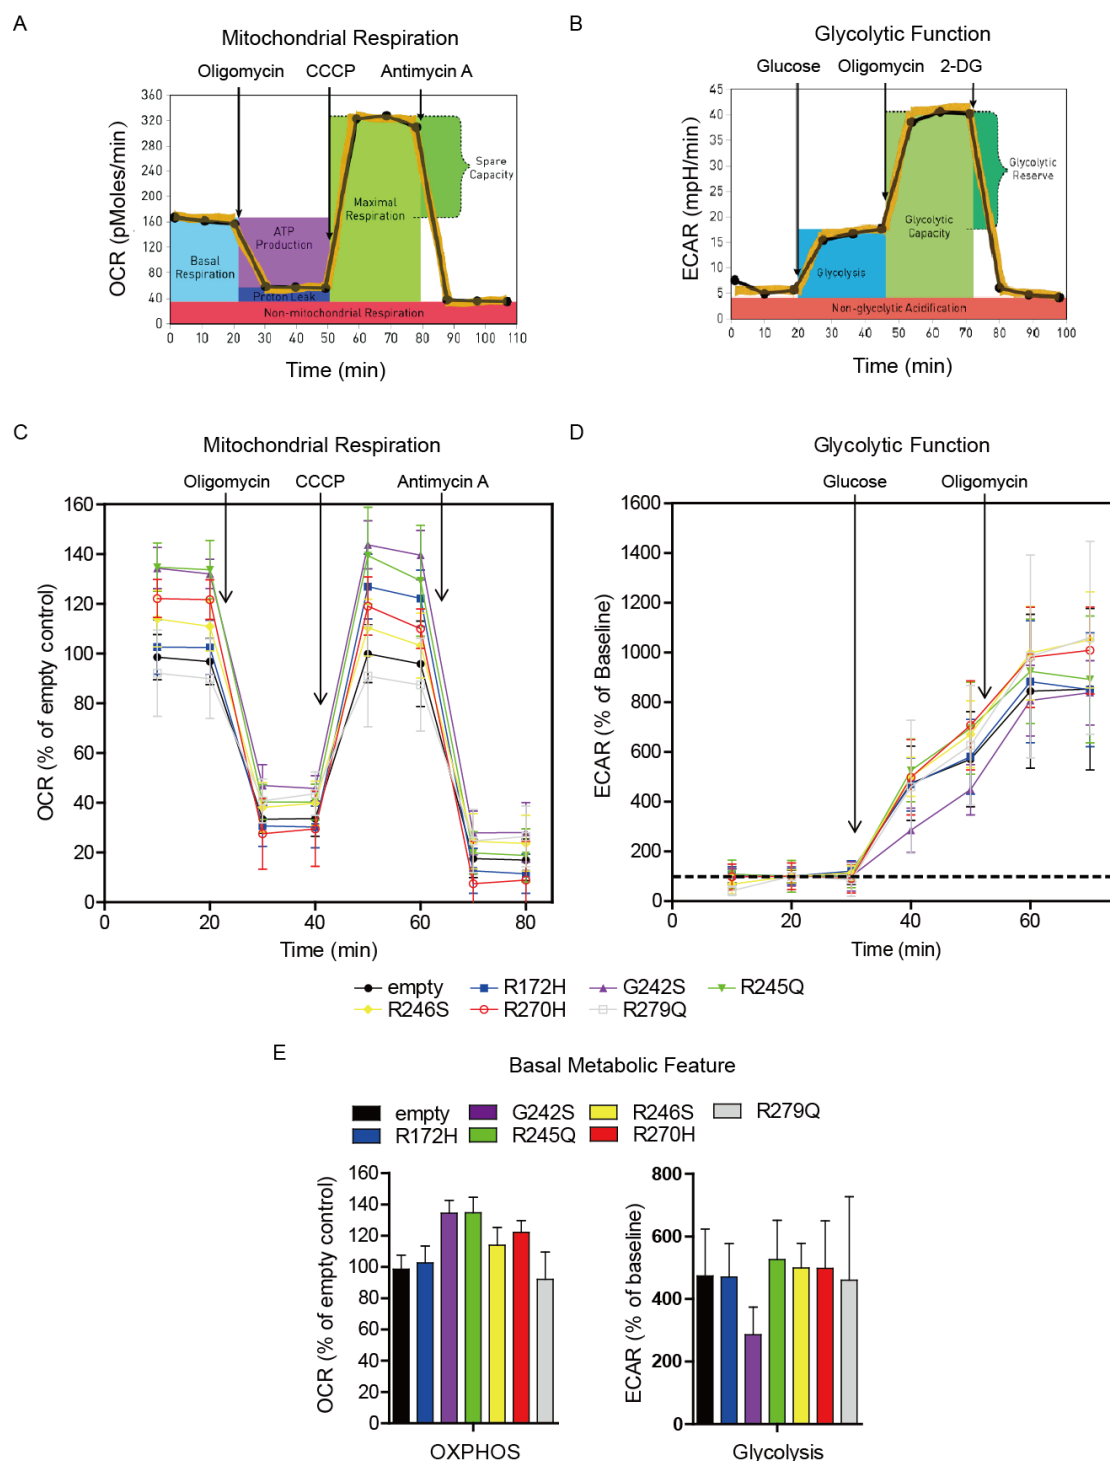 A
Mitochondrial Respiration
Oligomycin CCCP Antimycin A
OCR (pMoles/min)
360
320
280
240
200
160
120
80
40
0
Spare
Capacity
Maximal
Respiration
ATP
Production
Basal
Respiration
Proton Leak
Non-mitochondrial Respiration
0 10 20 30 40 50 60 70 80 90 100 110
Time (min)
B
Glycolytic Function
Glucose Oligomycin 2-DG
ECAR (mpH/min)
45
40
35
30
25
20
15
10
5
0
Glycolytic
Reserve
Glycolytic
Capacity
Glycolysis
Non-glycolytic Acidification
0 10 20 30 40 50 60 70 80 90 100
Time (min)
C
Mitochondrial Respiration
Oligomycin CCCP Antimycin A
OCR (% of empty control)
160
140
120
100
80
60
40
20
0
0 20 40 60 80
Time (min)
D
Glycolytic Function
Glucose Oligomycin
ECAR (% of Baseline)
1600
1400
1200
1000
800
600
400
200
0
0 20 40 60
Time (min)
empty R172H G242S R245Q
R246S R270H R279Q
E
Basal Metabolic Feature
empty G242S R246S R279Q
R172H R245Q R270H
OCR (% of empty control)
160
140
120
100
80
60
40
20
0
OXPHOS
ECAR (% of baseline)
800
600
400
200
0
Glycolysis